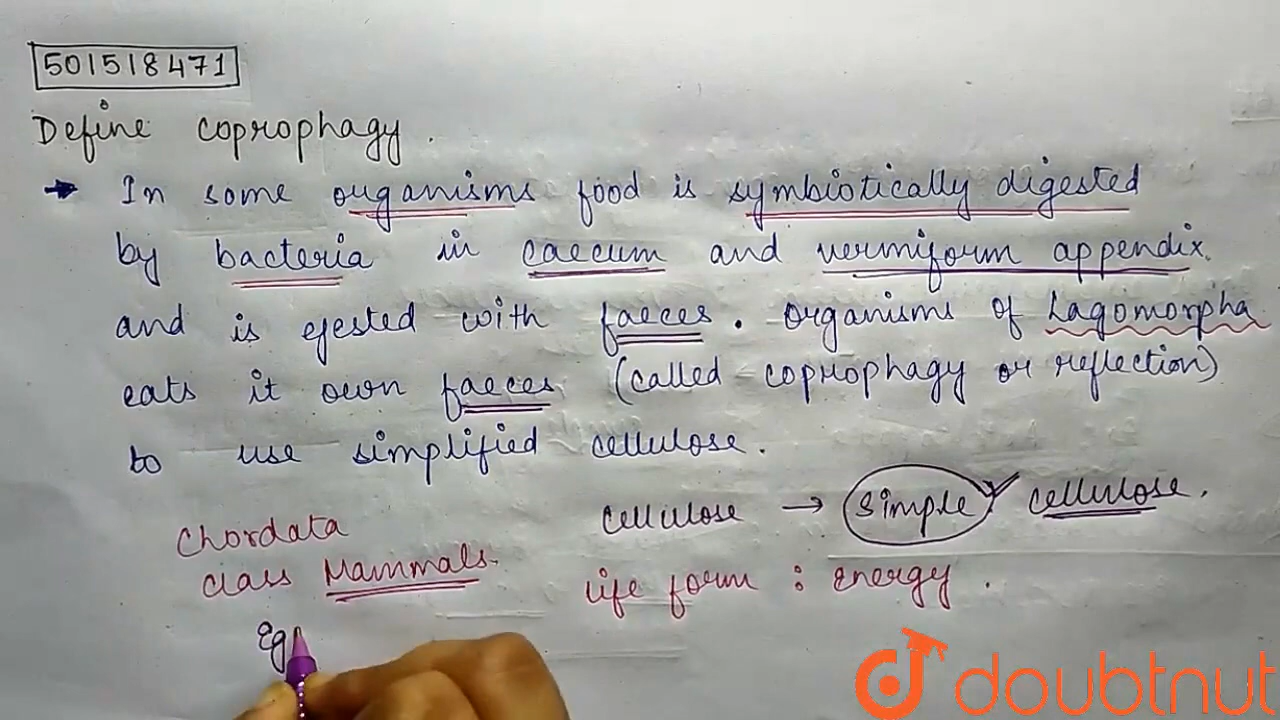 501518471
Define coprophagy.
→ In some organisms food is symbiotically digested
by bacteria in caecum and vermiform appendix.
and is ejested with faeces. Organisms of Lagomorpha
eats it own faeces (called coprophagy or reflection)
to use simplified cellulose.
cellulose → simple cellulose.
Chordata
class Mammals.
life form : energy.
Eg
doubtnut